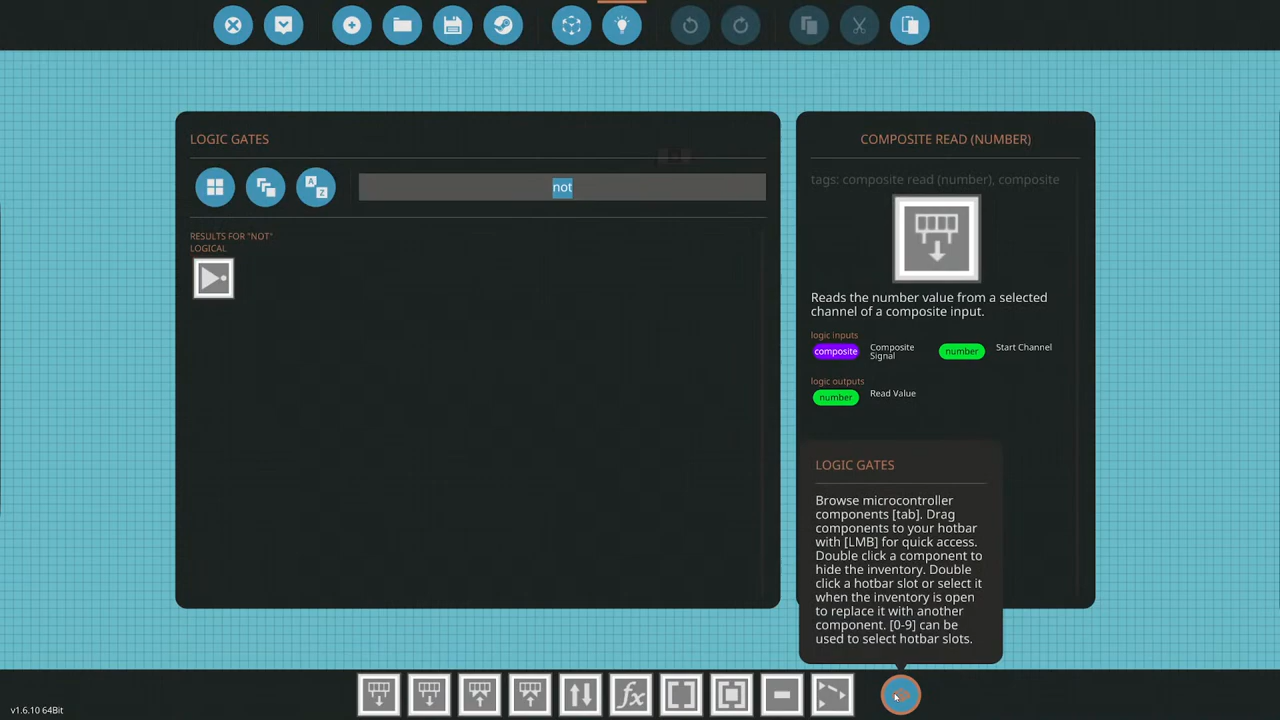 LOGIC GATES
A
Z
not
RESULTS FOR "NOT"
LOGICAL
COMPOSITE READ (NUMBER)
tags: composite read (number), composite
Reads the number value from a selected
channel of a composite input.
logic inputs
composite
Composite
Signal
number
Start Channel
logic outputs
number
Read Value
LOGIC GATES
Browse microcontroller
components [tab]. Drag
components to your hotbar
with [LMB] for quick access.
Double click a component to
hide the inventory. Double
click a hotbar slot or select it
when the inventory is open
to replace it with another
component. [0-9] can be
used to select hotbar slots.
fx
v1.6.10 64Bit